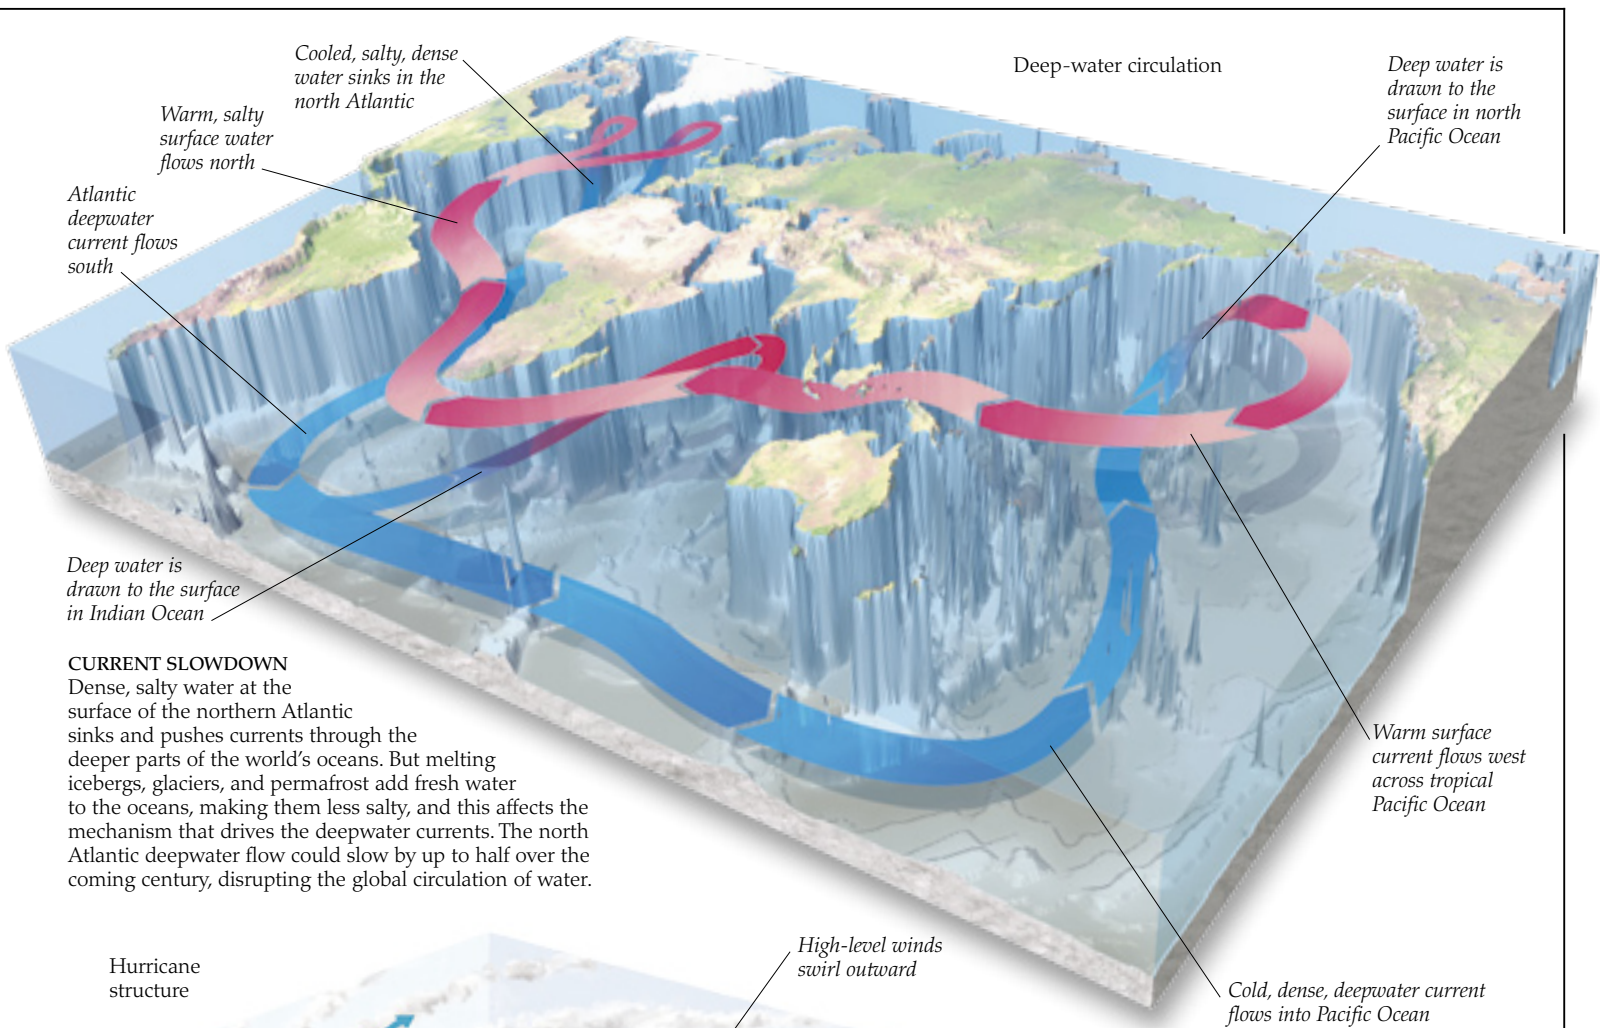 Deep-water circulation
Cooled, salty, dense
water sinks in the
north Atlantic
Warm, salty
surface water
flows north
Atlantic
deepwater
current flows
south
Deep water is
drawn to the
surface in north
Pacific Ocean
Deep water is
drawn to the surface
in Indian Ocean
CURRENT SLOWDOWN
Dense, salty water at the
surface of the northern Atlantic
sinks and pushes currents through the
deeper parts of the world's oceans. But melting
icebergs, glaciers, and permafrost add fresh water
to the oceans, making them less salty, and this affects the
mechanism that drives the deepwater currents. The north
Atlantic deepwater flow could slow by up to half over the
coming century, disrupting the global circulation of water.
Warm surface
current flows west
across tropical
Pacific Ocean
Cold, dense, deepwater current
flows into Pacific Ocean
Hurricane
structure
High-level winds
swirl outward